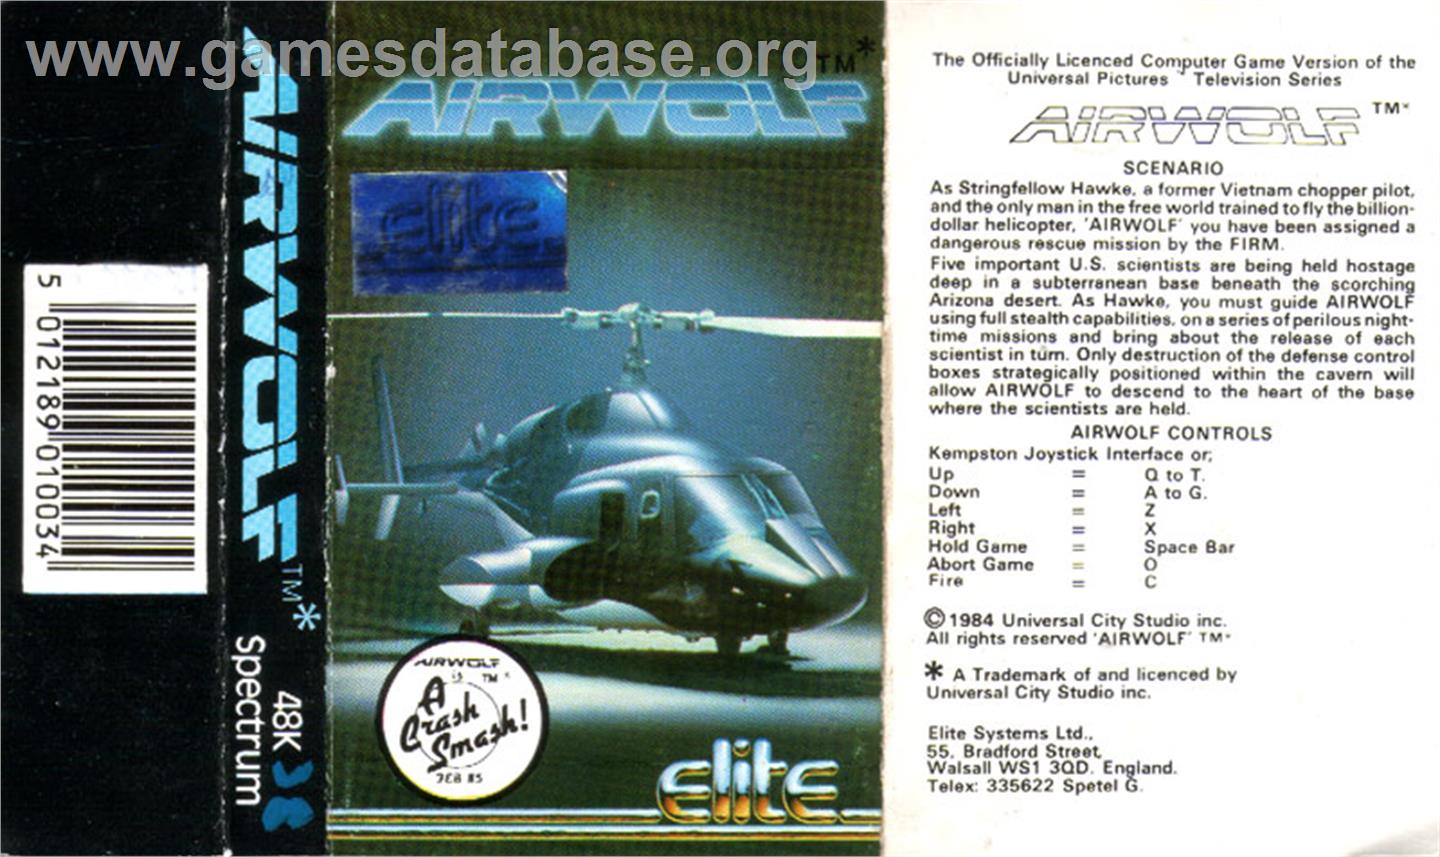 www.gamesdatabase.org
5 012189 010034
AIRWOLF TM*
48K
Spectrum
TM*
AIRWOLF
elite
AIRWOLF
is TM*
A
Crash
Smash!
FEB 85
elite
The Officially Licenced Computer Game Version of the
Universal Pictures Television Series
AIRWOLF TM*
SCENARIO
As Stringfellow Hawke, a former Vietnam chopper pilot,
and the only man in the free world trained to fly the billion-
dollar helicopter, 'AIRWOLF' you have been assigned a
dangerous rescue mission by the FIRM.
Five important U.S. scientists are being held hostage
deep in a subterranean base beneath the scorching
Arizona desert. As Hawke, you must guide AIRWOLF
using full stealth capabilities, on a series of perilous night-
time missions and bring about the release of each
scientist in turn. Only destruction of the defense control
boxes strategically positioned within the cavern will
allow AIRWOLF to descend to the heart of the base
where the scientists are held.
AIRWOLF CONTROLS
Kempston Joystick Interface or;
Up = Q to T.
Down = A to G.
Left = Z
Right = X
Hold Game = Space Bar
Abort Game = O
Fire = C
©1984 Universal City Studio inc.
All rights reserved 'AIRWOLF' TM*
* A Trademark of and licenced by
Universal City Studio inc.
Elite Systems Ltd.,
55, Bradford Street,
Walsall WS1 3QD. England.
Telex: 335622 Spetel G.